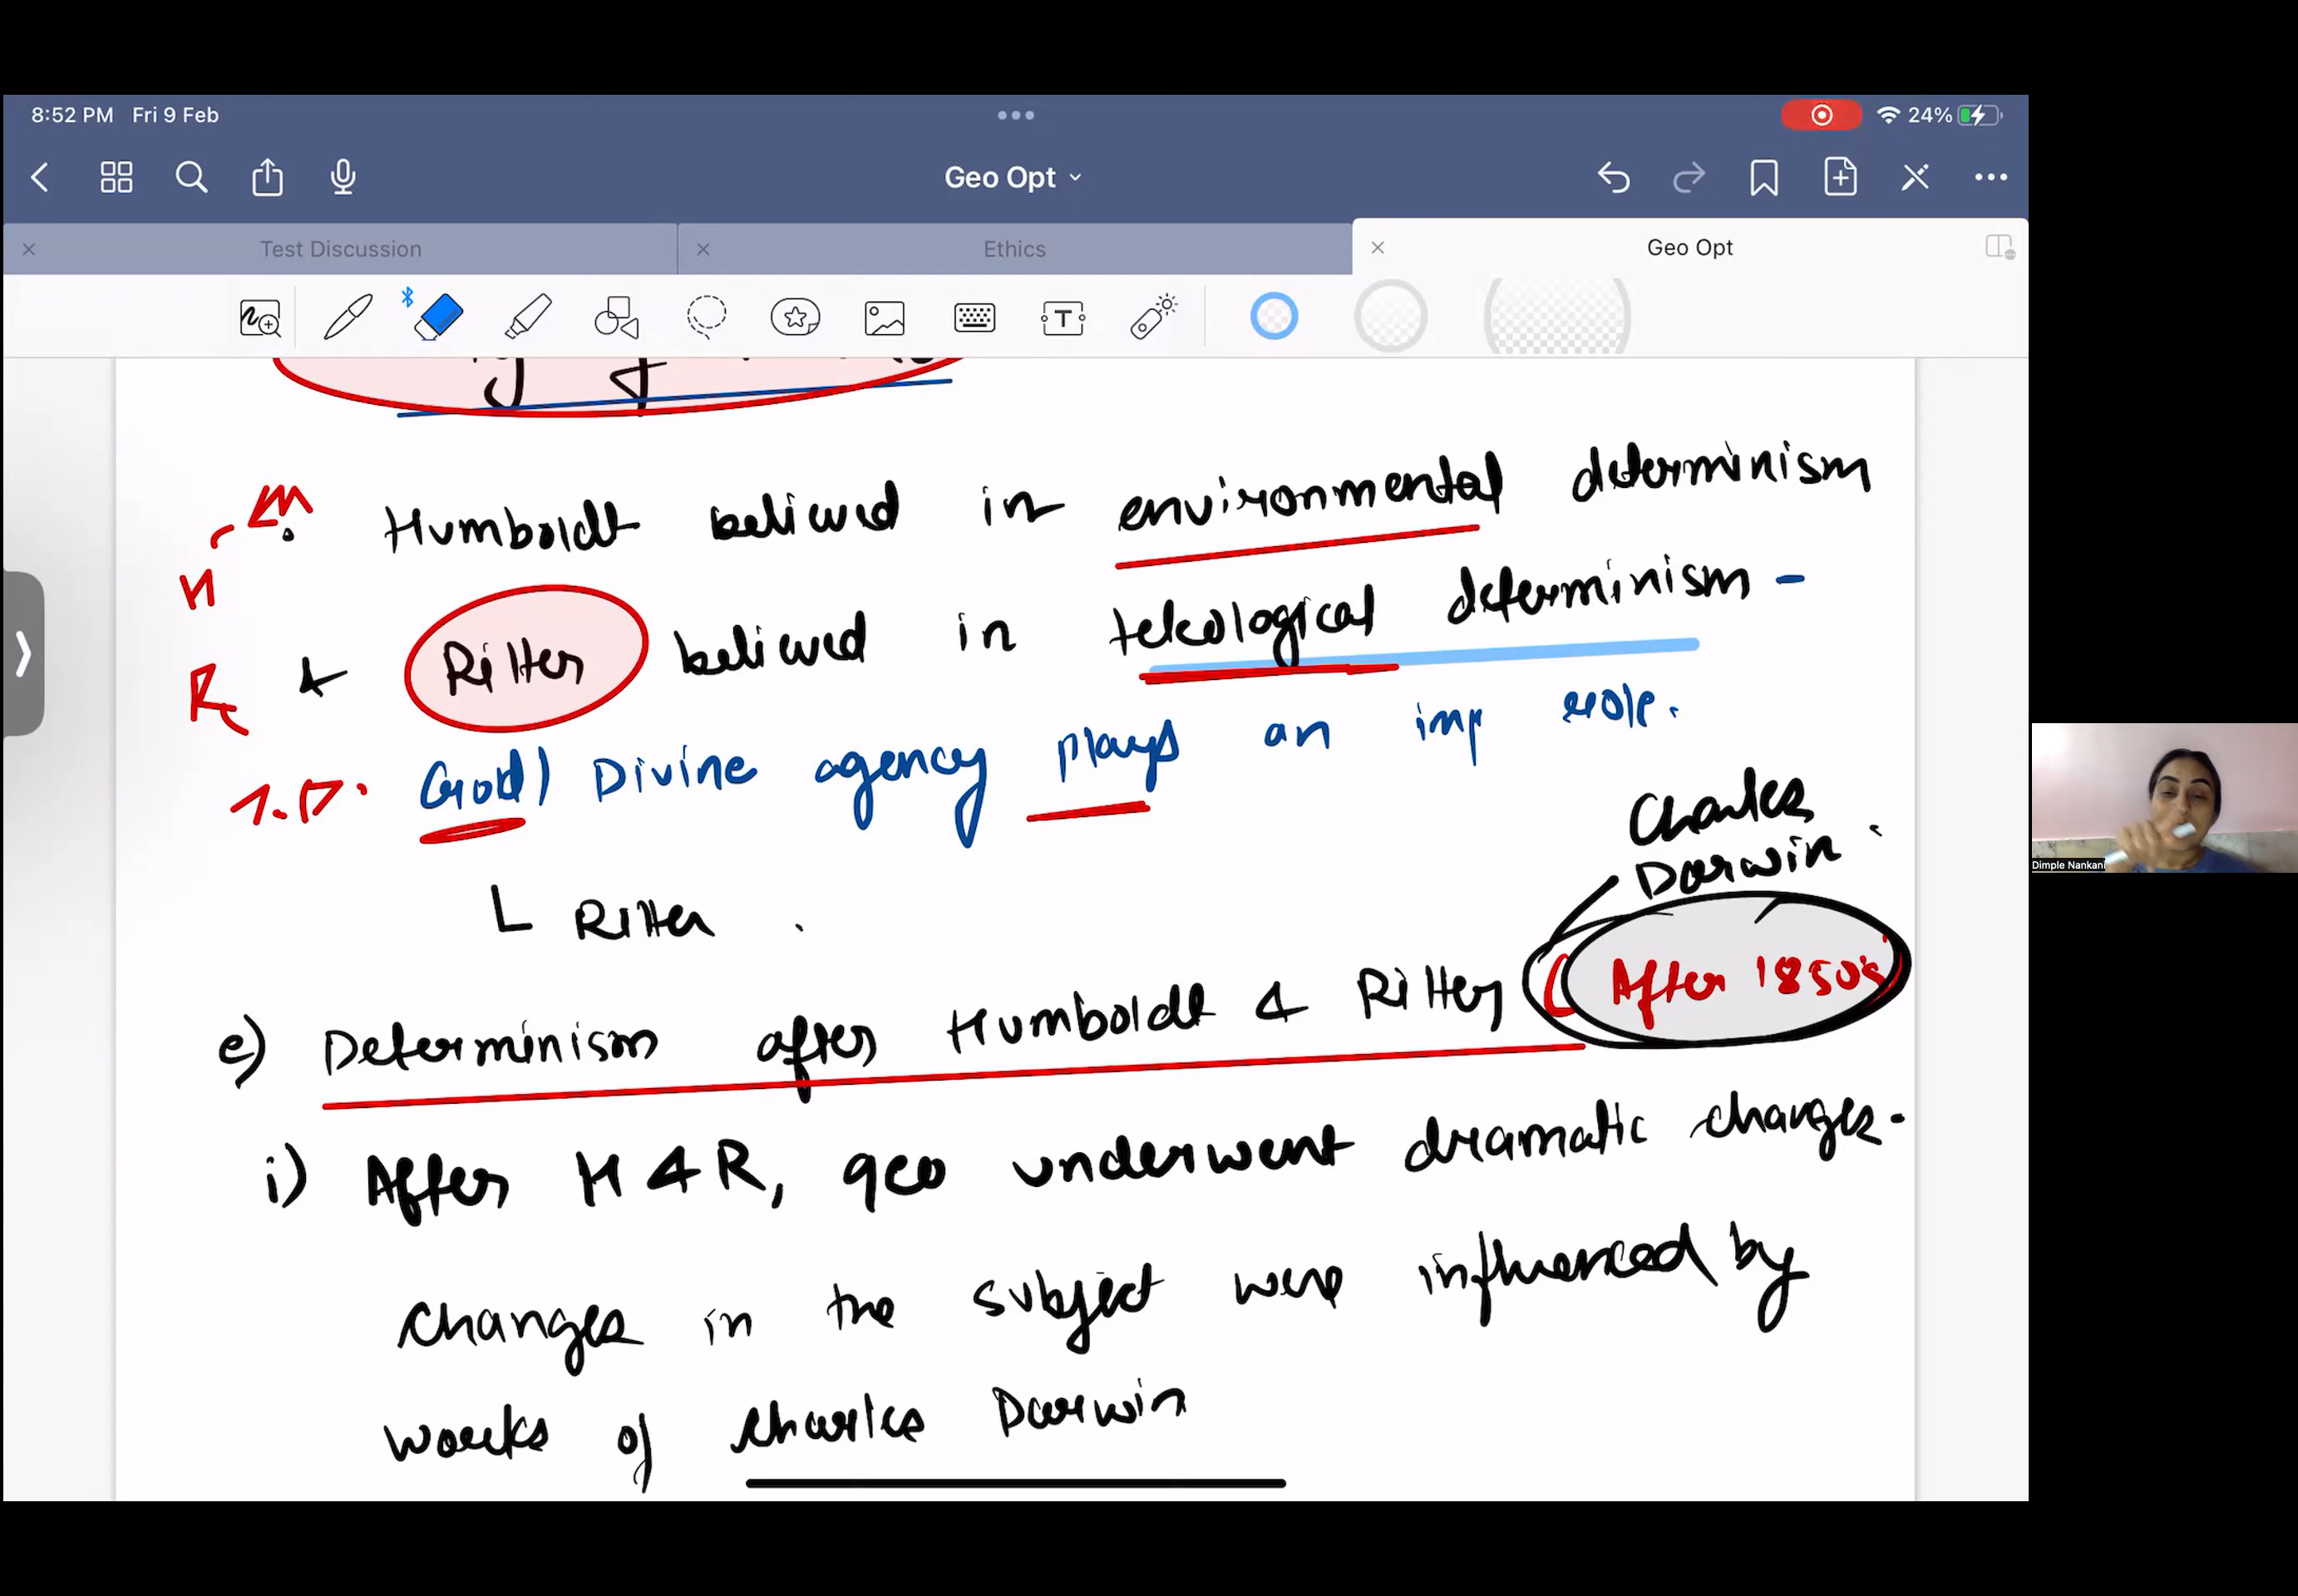 8:52 PM Fri 9 Feb
24%
Geo Opt
Test Discussion
Ethics
Geo Opt
T
Humboldt believed in environmental determinism
H
R & Ritter believed in teleological determinism -
T.D. God) Divine agency plays an imp role.
Charles
Darwin.
L Ritter.
Dimple Nankani
e) Determinism after Humboldt & Ritter (After 1850's
i) After H & R, geo underwent dramatic changes.
changes in the subject were influenced by
works of Charles Darwin